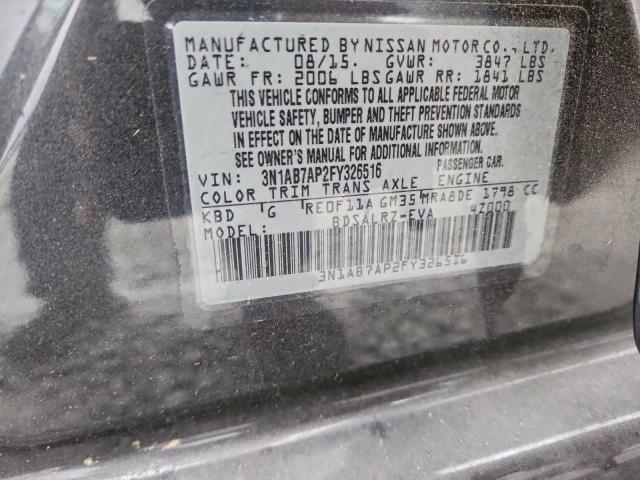 MANUFACTURED BY NISSAN MOTOR CO., LTD.
DATE: 08/15. GVWR: 3847 LBS
GAWR FR: 2006 LBS GAWR RR: 1841 LBS
THIS VEHICLE CONFORMS TO ALL APPLICABLE FEDERAL MOTOR
VEHICLE SAFETY, BUMPER AND THEFT PREVENTION STANDARDS
IN EFFECT ON THE DATE OF MANUFACTURE SHOWN ABOVE.
SEE OWNER'S MANUAL FOR ADDITIONAL INFORMATION.
VIN: 3N1AB7AP2FY326516 PASSENGER CAR.
COLOR TRIM TRANS AXLE ENGINE
KBD G RE0F11A GM35 MRA8DE 1798 CC
MODEL: BDSALRZ-EVA 42000
3N1AB7AP2FY326516